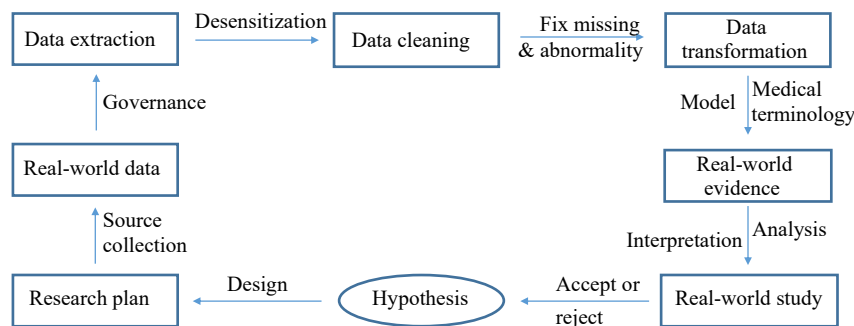 Data extraction
Desensitization
Data cleaning
Fix missing
& abnormality
Data
transformation
Governance
Model
Medical
terminology
Real-world data
Real-world
evidence
Source
collection
Interpretation
Analysis
Research plan
Design
Hypothesis
Accept or
reject
Real-world study